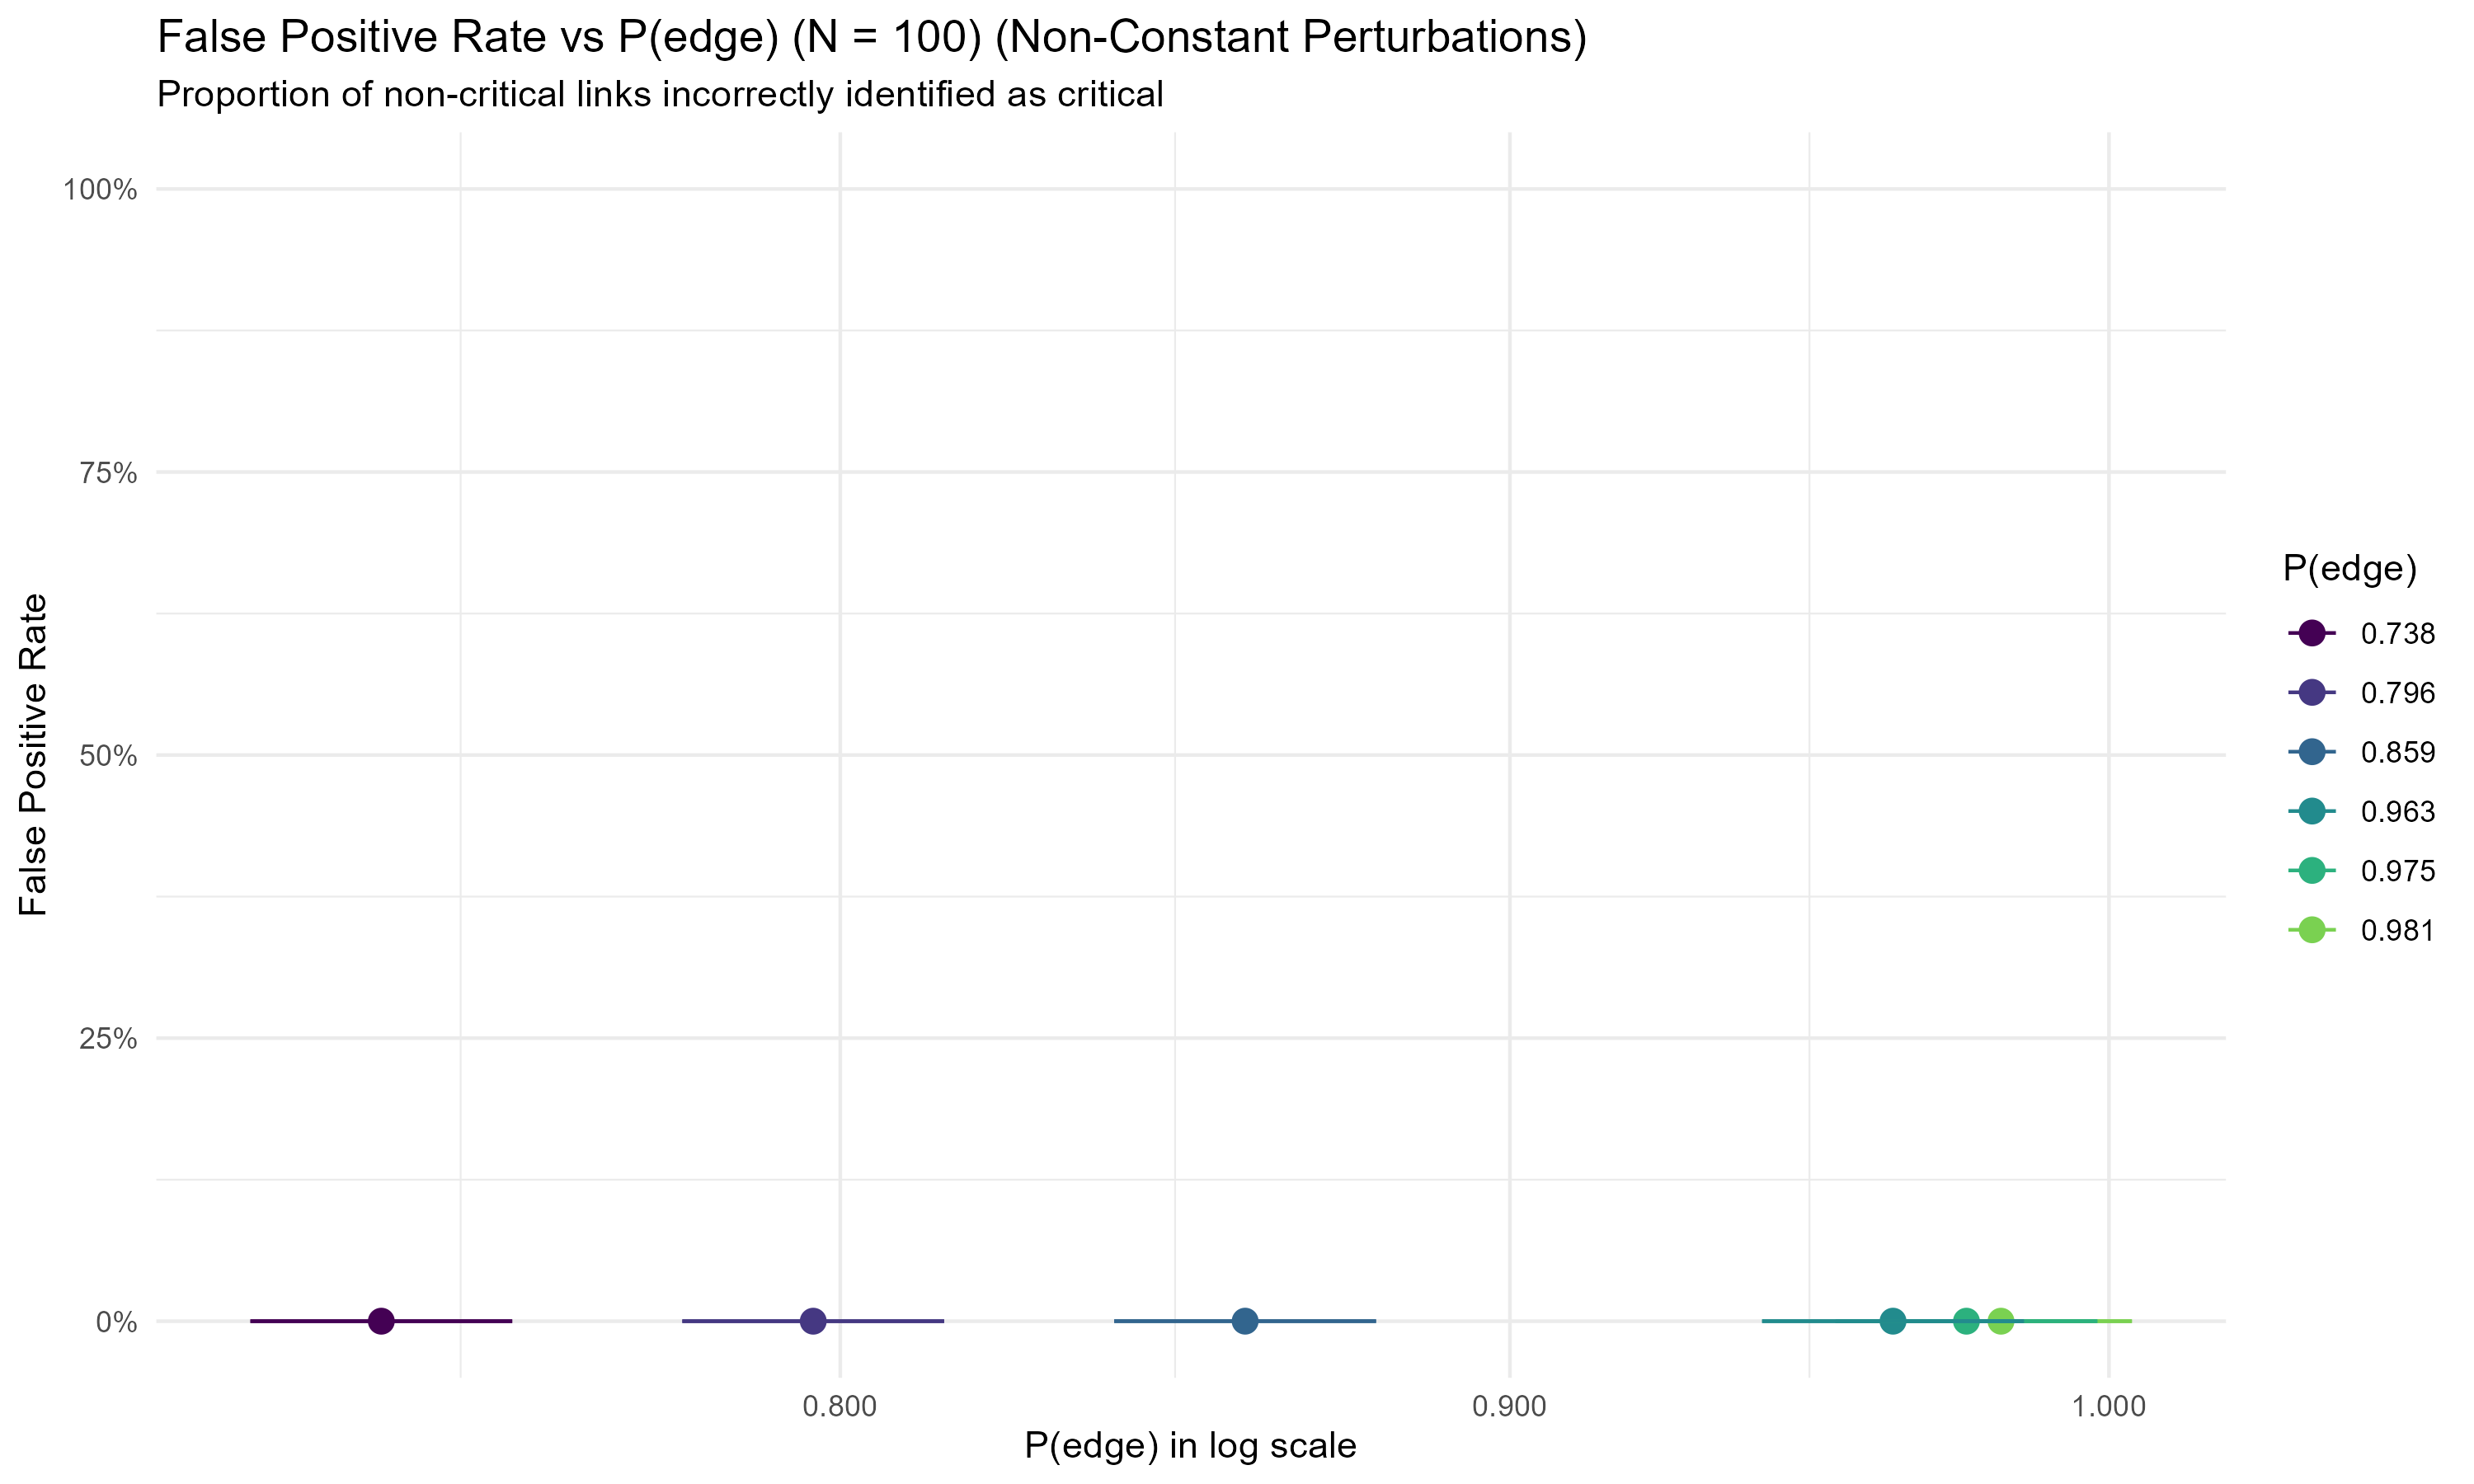 False Positive Rate vs P(edge) (N = 100) (Non-Constant Perturbations)
Proportion of non-critical links incorrectly identified as critical
False Positive Rate
100%
75%
50%
25%
0%
0.800
0.900
1.000
P(edge) in log scale
P(edge)
0.738
0.796
0.859
0.963
0.975
0.981